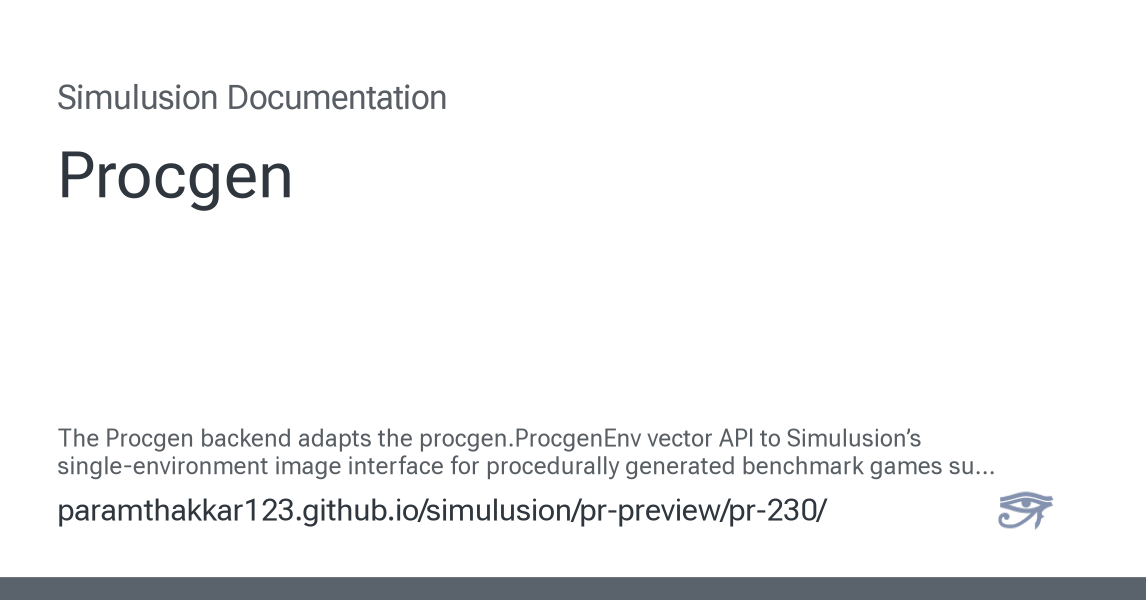 Simulusion Documentation
Procgen
The Procgen backend adapts the procgen.ProcgenEnv vector API to Simulusion’s
single-environment image interface for procedurally generated benchmark games su…
paramthakkar123.github.io/simulusion/pr-preview/pr-230/